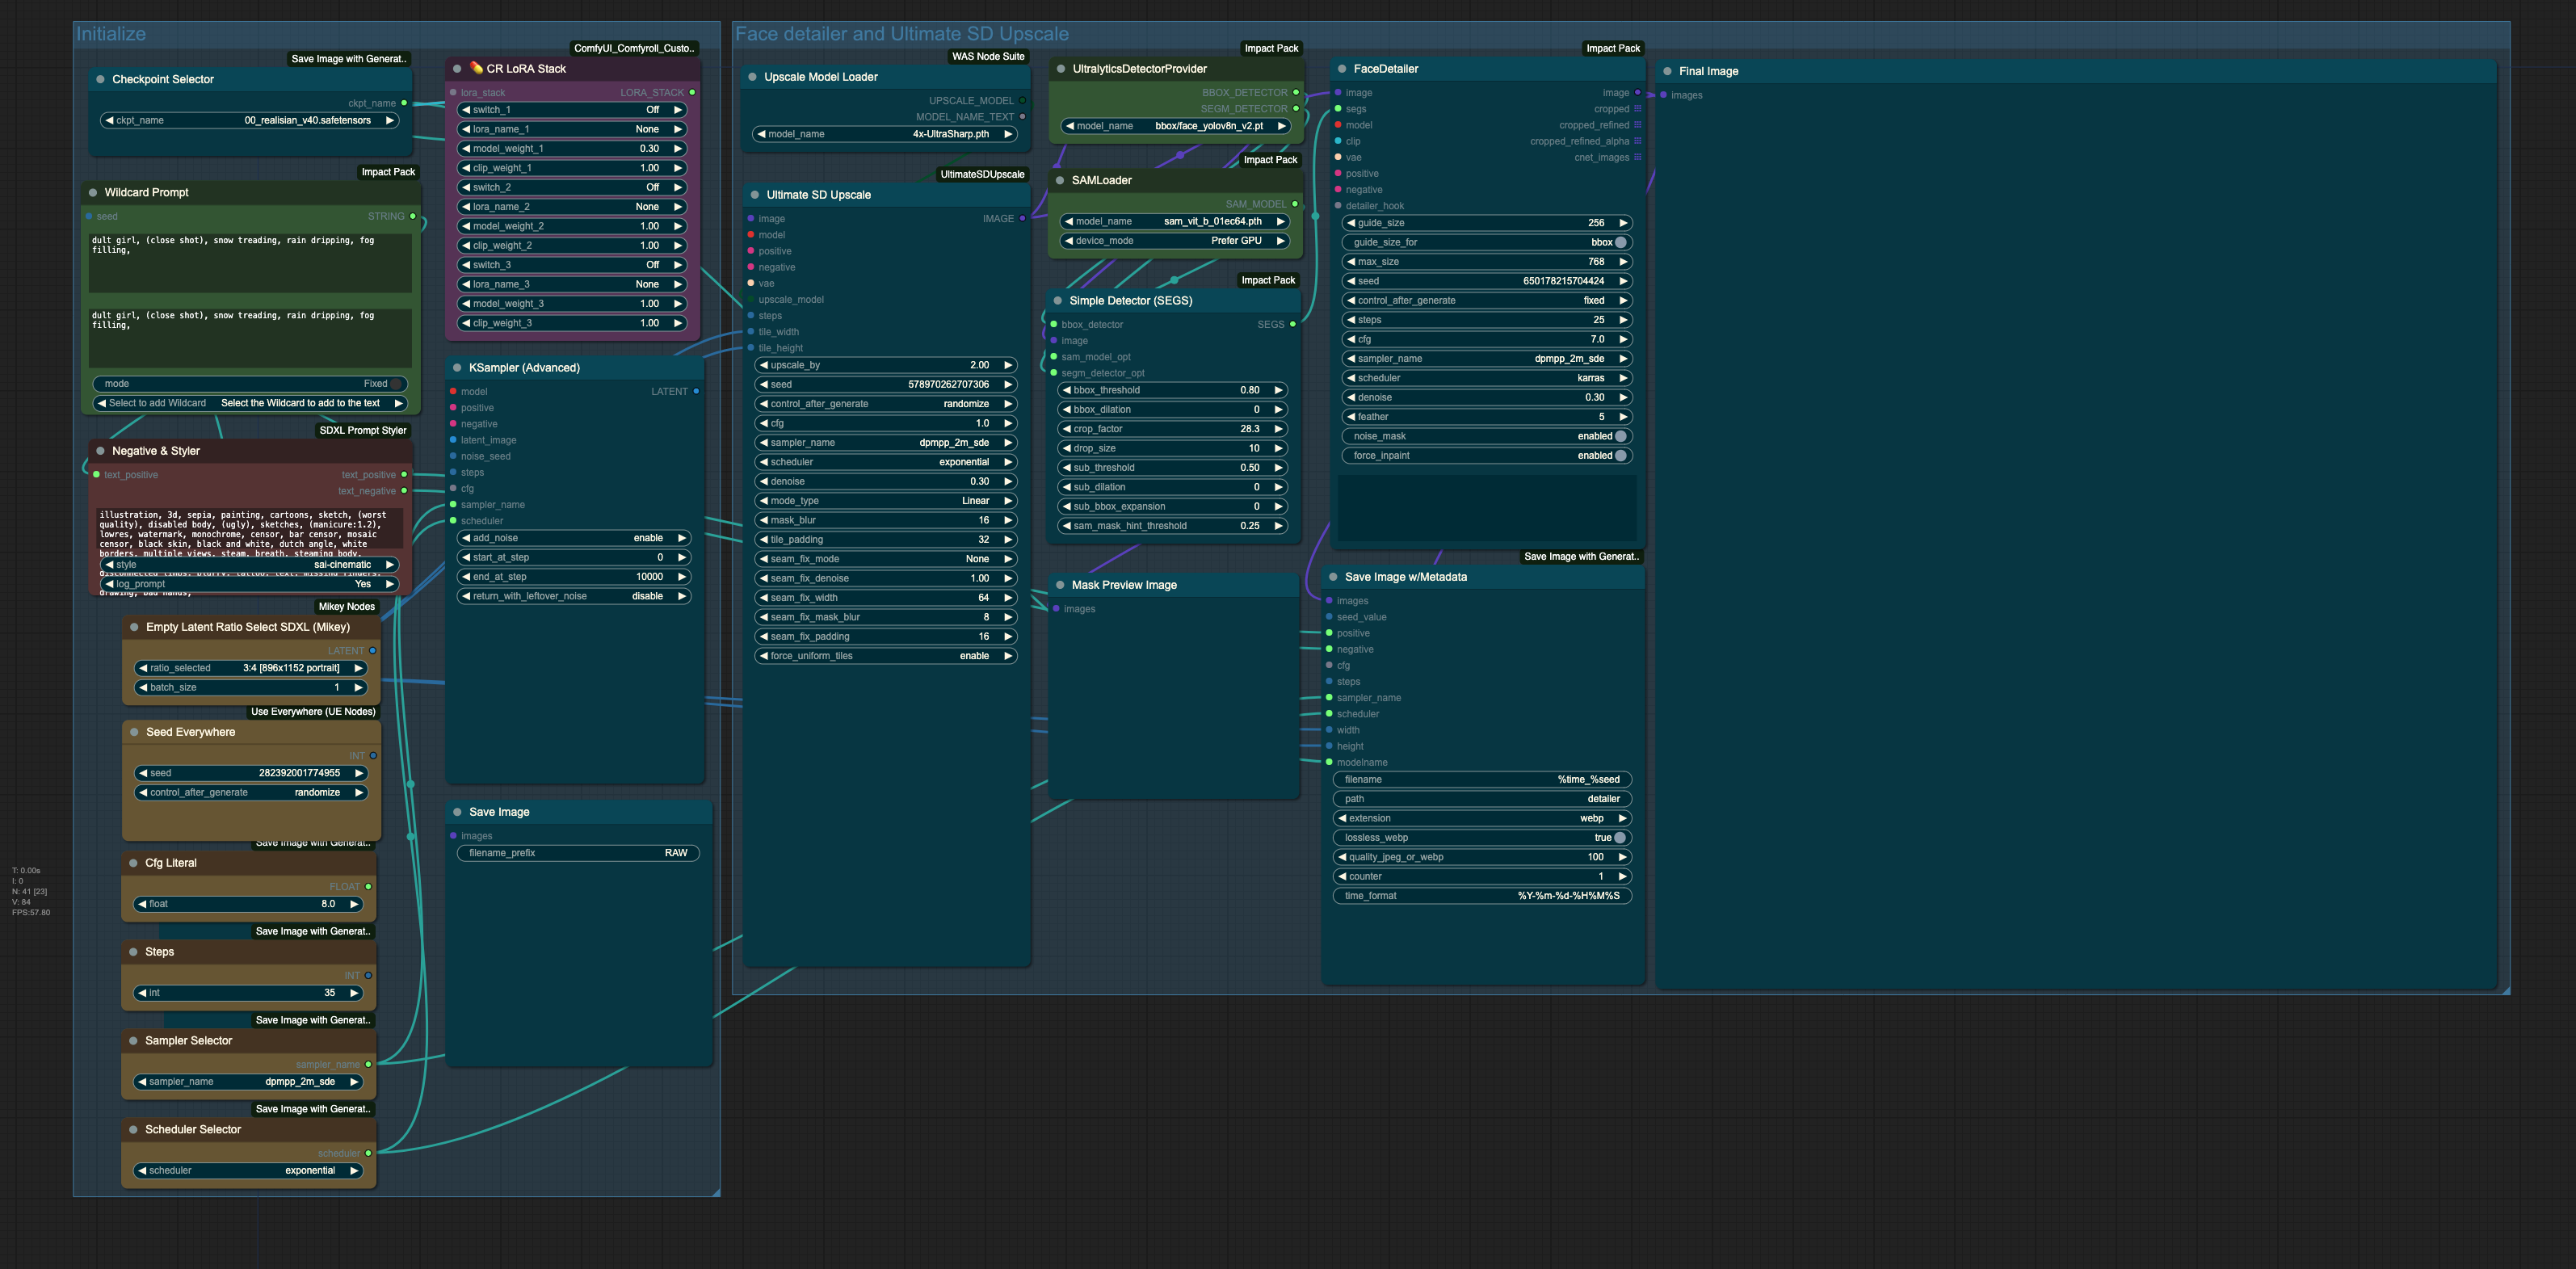 Initialize
Save Image with Generat..
Checkpoint Selector
ckpt_name
ckpt_name 00_realisian_v40.safetensors
Impact Pack
Wildcard Prompt
seed STRING
dult girl, (close shot), snow treading, rain dripping, fog
filling,
dult girl, (close shot), snow treading, rain dripping, fog
filling,
mode Fixed
Select to add Wildcard Select the Wildcard to add to the text
SDXL Prompt Styler
Negative & Styler
text_positive text_positive
text_negative
illustration, 3d, sepia, painting, cartoons, sketch, (worst
quality), disabled body, (ugly), sketches, (manicure:1.2),
lowres, watermark, monochrome, censor, bar censor, mosaic
censor, black skin, black and white, dutch angle, white
borders, multiple views, steam, breath, steaming body,
style sai-cinematic
disconnected limbs, blurry, tattoo, text, missing fingers,
log_prompt Yes
drawing, bad hands,
Mikey Nodes
Empty Latent Ratio Select SDXL (Mikey)
LATENT
ratio_selected 3:4 [896x1152 portrait]
batch_size 1
Use Everywhere (UE Nodes)
Seed Everywhere
INT
seed 282392001774955
control_after_generate randomize
Save Image with Generat..
Cfg Literal
FLOAT
float 8.0
Save Image with Generat..
Steps
INT
int 35
Save Image with Generat..
Sampler Selector
sampler_name
sampler_name dpmpp_2m_sde
Save Image with Generat..
Scheduler Selector
scheduler
scheduler exponential
T: 0.00s
I: 0
N: 41 [23]
V: 84
FPS:57.80
ComfyUI_Comfyroll_Custo..
CR LoRA Stack
lora_stack LORA_STACK
switch_1 Off
lora_name_1 None
model_weight_1 0.30
clip_weight_1 1.00
switch_2 Off
lora_name_2 None
model_weight_2 1.00
clip_weight_2 1.00
switch_3 Off
lora_name_3 None
model_weight_3 1.00
clip_weight_3 1.00
KSampler (Advanced)
model LATENT
positive
negative
latent_image
noise_seed
steps
cfg
sampler_name
scheduler
add_noise enable
start_at_step 0
end_at_step 10000
return_with_leftover_noise disable
Save Image
images
filename_prefix RAW
Face detailer and Ultimate SD Upscale
WAS Node Suite
Upscale Model Loader
UPSCALE_MODEL
MODEL_NAME_TEXT
model_name 4x-UltraSharp.pth
UltimateSDUpscale
Ultimate SD Upscale
image IMAGE
model
positive
negative
vae
upscale_model
steps
tile_width
tile_height
upscale_by 2.00
seed 578970262707306
control_after_generate randomize
cfg 1.0
sampler_name dpmpp_2m_sde
scheduler exponential
denoise 0.30
mode_type Linear
mask_blur 16
tile_padding 32
seam_fix_mode None
seam_fix_denoise 1.00
seam_fix_width 64
seam_fix_mask_blur 8
seam_fix_padding 16
force_uniform_tiles enable
Impact Pack
UltralyticsDetectorProvider
BBOX_DETECTOR
SEGM_DETECTOR
model_name bbox/face_yolov8n_v2.pt
Impact Pack
SAMLoader
SAM_MODEL
model_name sam_vit_b_01ec64.pth
device_mode Prefer GPU
Impact Pack
Simple Detector (SEGS)
bbox_detector SEGS
image
sam_model_opt
segm_detector_opt
bbox_threshold 0.80
bbox_dilation 0
crop_factor 28.3
drop_size 10
sub_threshold 0.50
sub_dilation 0
sub_bbox_expansion 0
sam_mask_hint_threshold 0.25
Mask Preview Image
images
Impact Pack
FaceDetailer
image image
segs cropped
model cropped_refined
clip cropped_refined_alpha
vae cnet_images
positive
negative
detailer_hook
guide_size 256
guide_size_for bbox
max_size 768
seed 650178215704424
control_after_generate fixed
steps 25
cfg 7.0
sampler_name dpmpp_2m_sde
scheduler karras
denoise 0.30
feather 5
noise_mask enabled
force_inpaint enabled
Save Image with Generat..
Save Image w/Metadata
images
seed_value
positive
negative
cfg
steps
sampler_name
scheduler
width
height
modelname
filename %time_%seed
path detailer
extension webp
lossless_webp true
quality_jpeg_or_webp 100
counter 1
time_format %Y-%m-%d-%H%M%S
Final Image
images